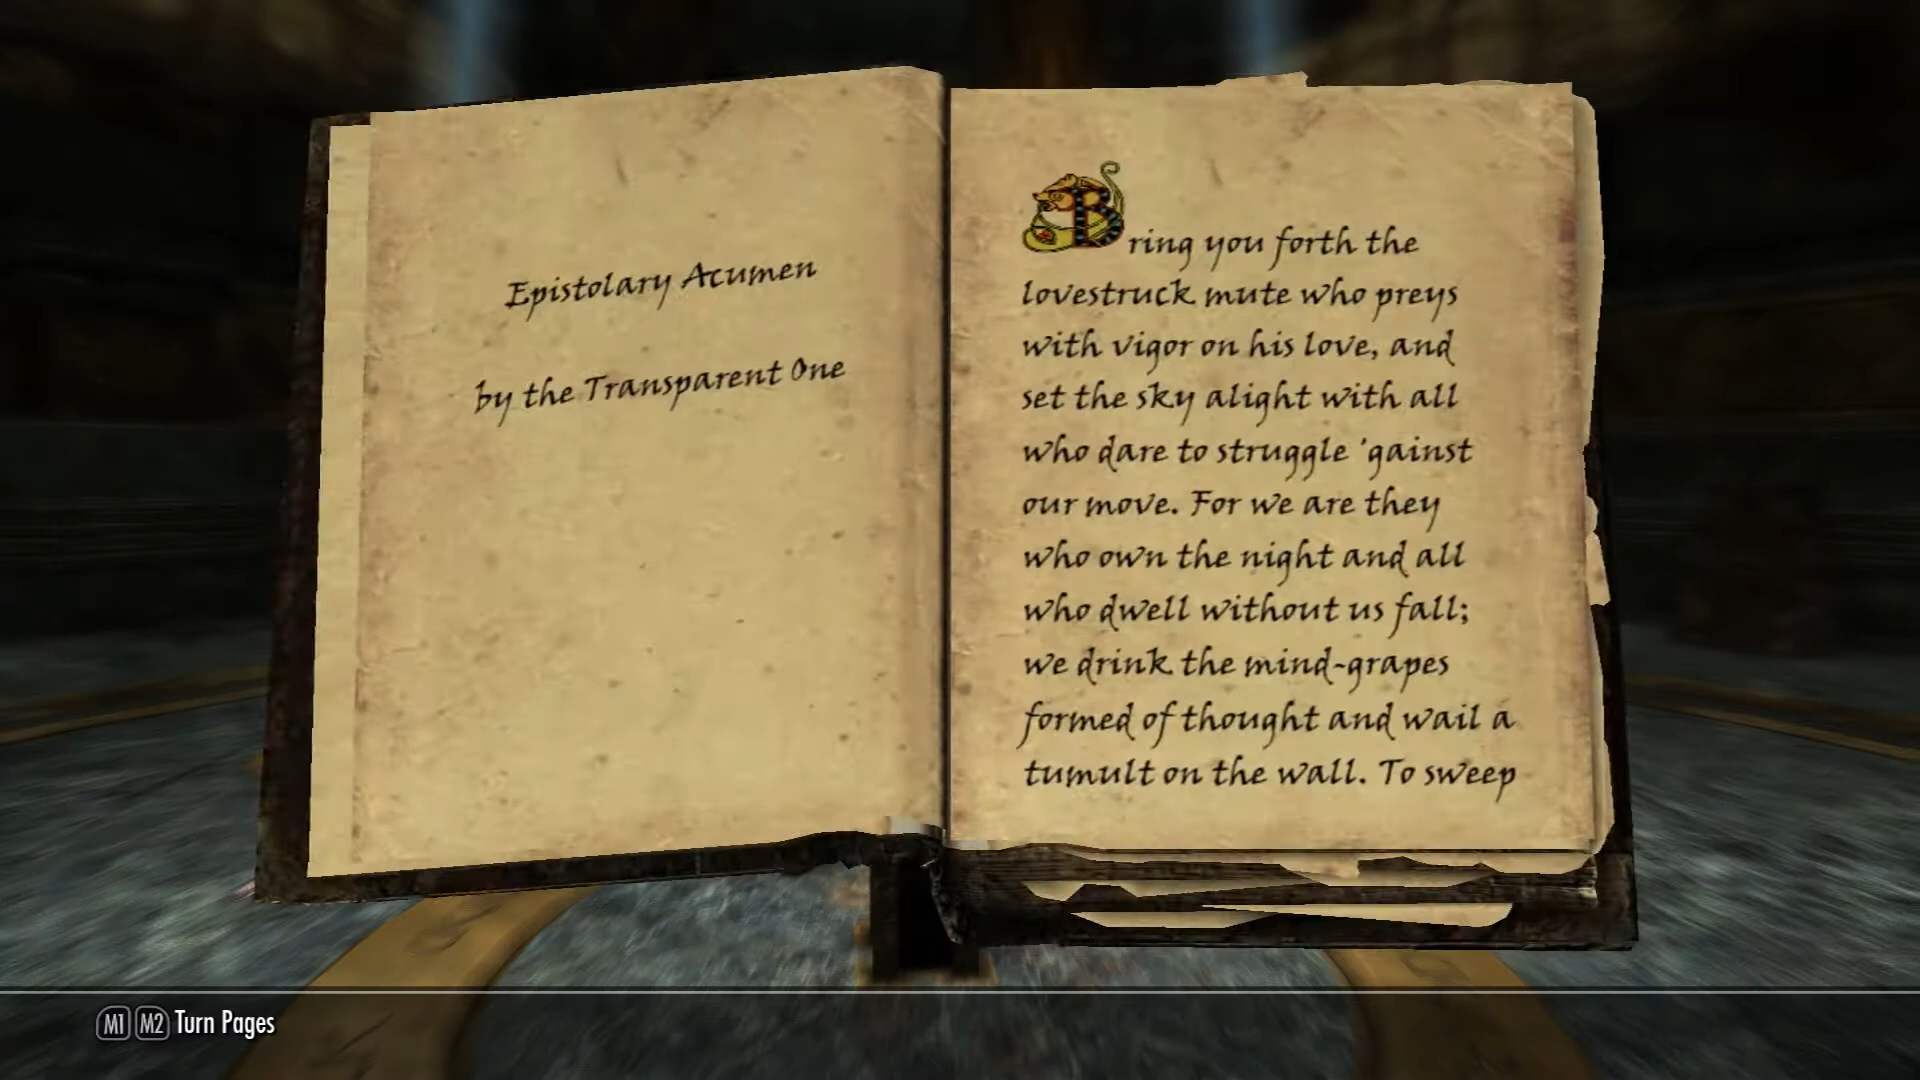 Epistolary Acumen
by the Transparent One
Bring you forth the
lovestruck mute who preys
with vigor on his love, and
set the sky alight with all
who dare to struggle 'gainst
our move. For we are they
who own the night and all
who dwell without us fall;
we drink the mind-grapes
formed of thought and wail a
tumult on the wall. To sweep
M1 M2 Turn Pages